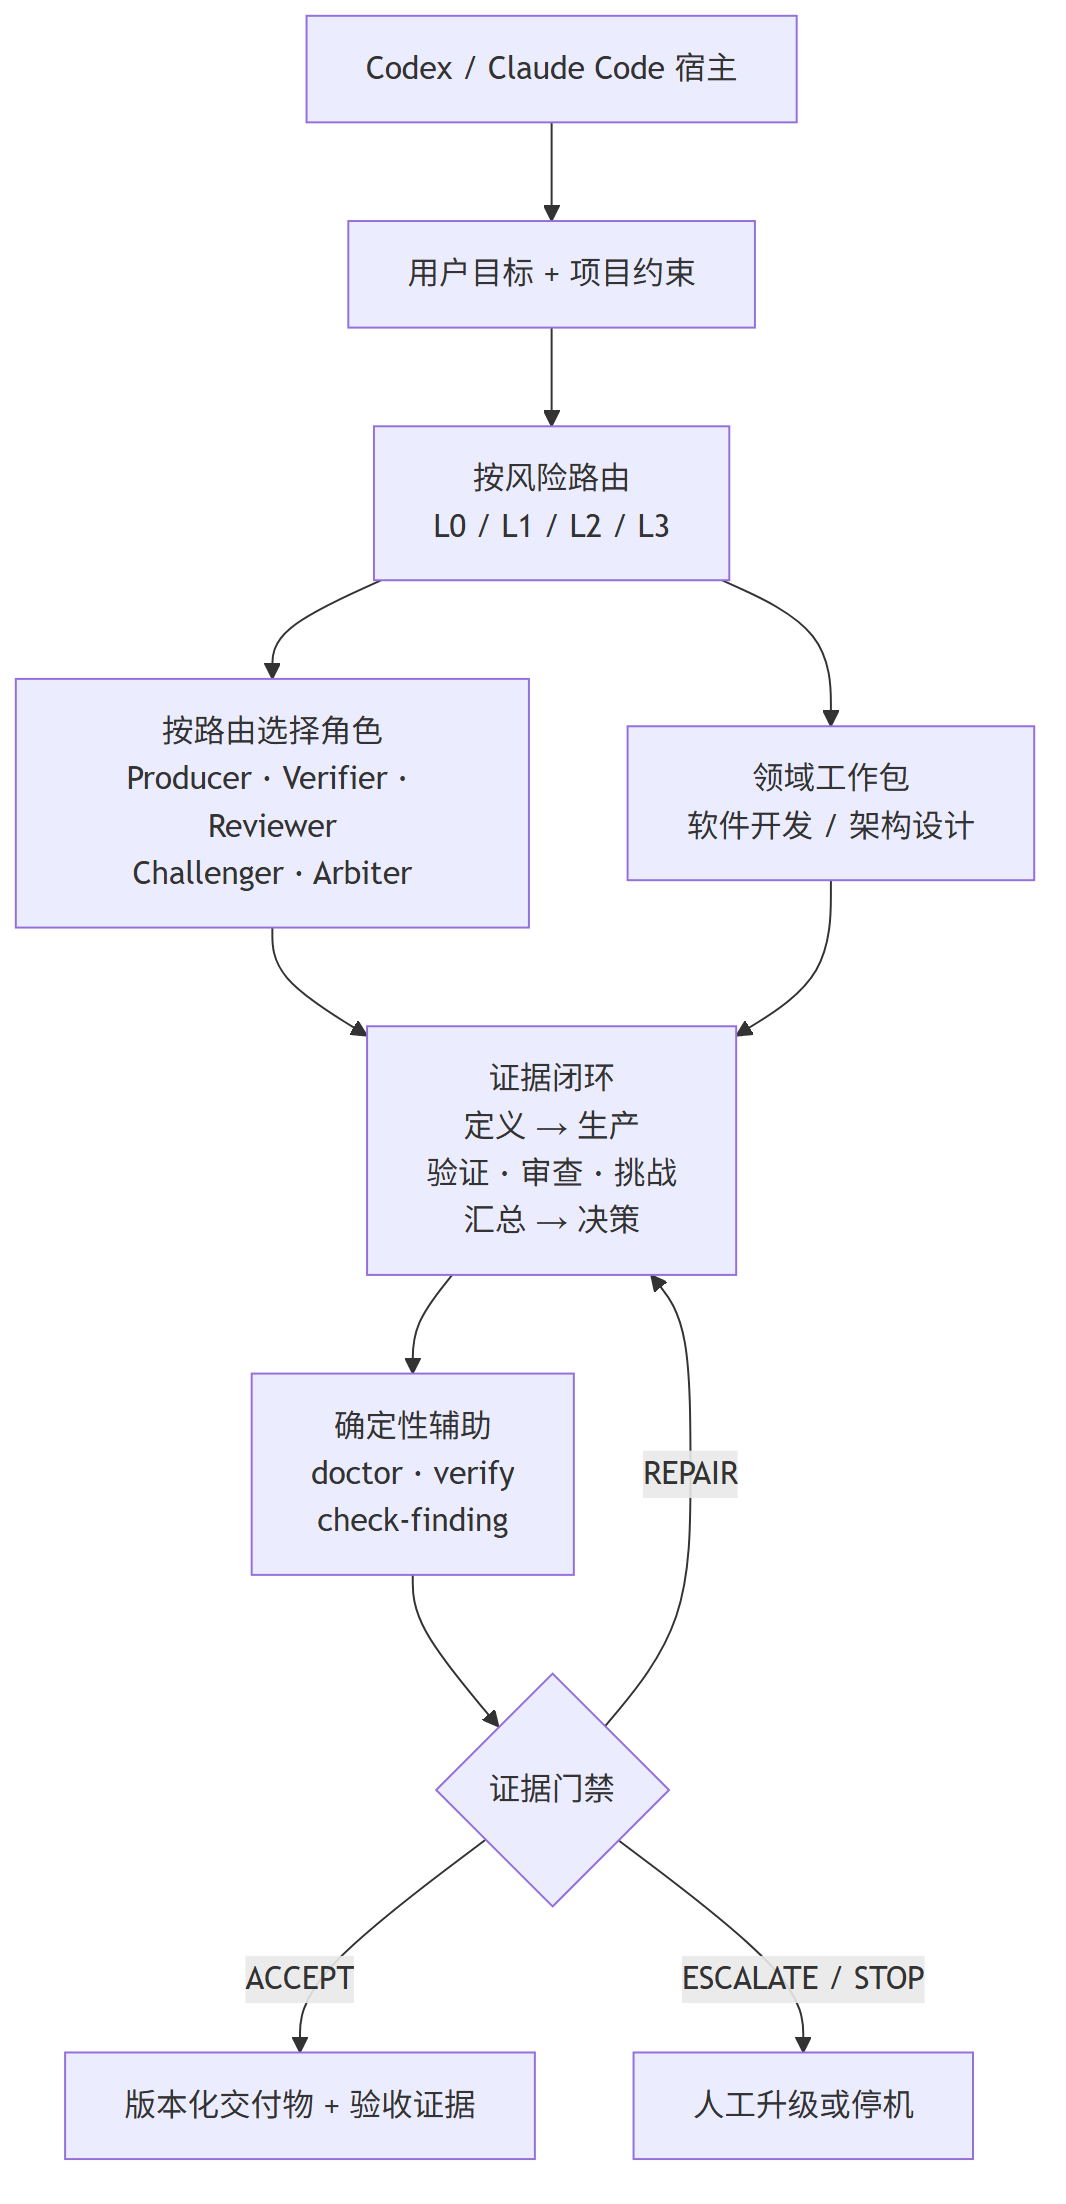 Codex / Claude Code 宿主
用户目标 + 项目约束
按风险路由
L0 / L1 / L2 / L3
按路由选择角色
Producer · Verifier ·
Reviewer
Challenger · Arbiter
领域工作包
软件开发 / 架构设计
证据闭环
定义 → 生产
验证 · 审查 · 挑战
汇总 → 决策
确定性辅助
doctor · verify
check-finding
REPAIR
证据门禁
ACCEPT
ESCALATE / STOP
版本化交付物 + 验收证据
人工升级或停机